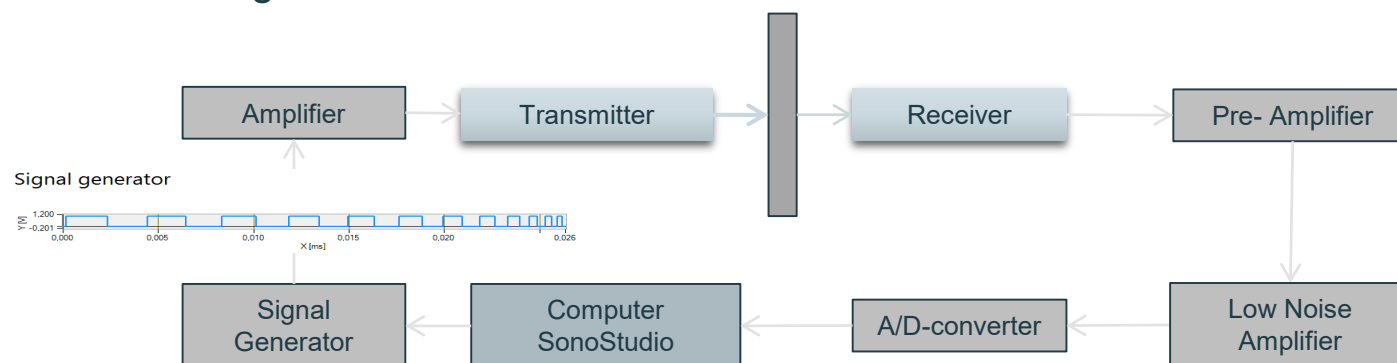 Amplifier
Transmitter
Receiver
Pre- Amplifier
Signal generator
Y [M]
1,200
-0,201
0,000
0,005
0,010
0,015
0,020
0,026
X [ms]
Signal
Generator
Computer
SonoStudio
A/D-converter
Low Noise
Amplifier